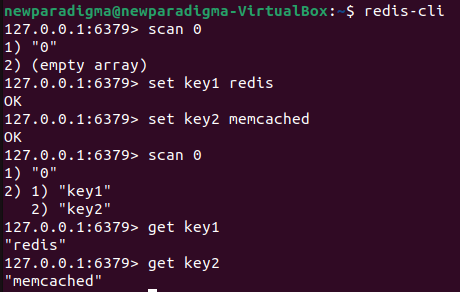 newparadigma@newparadigma-VirtualBox:~$ redis-cli
127.0.0.1:6379> scan 0
1) "0"
2) (empty array)
127.0.0.1:6379> set key1 redis
OK
127.0.0.1:6379> set key2 memcached
OK
127.0.0.1:6379> scan 0
1) "0"
2) 1) "key1"
   2) "key2"
127.0.0.1:6379> get key1
"redis"
127.0.0.1:6379> get key2
"memcached"